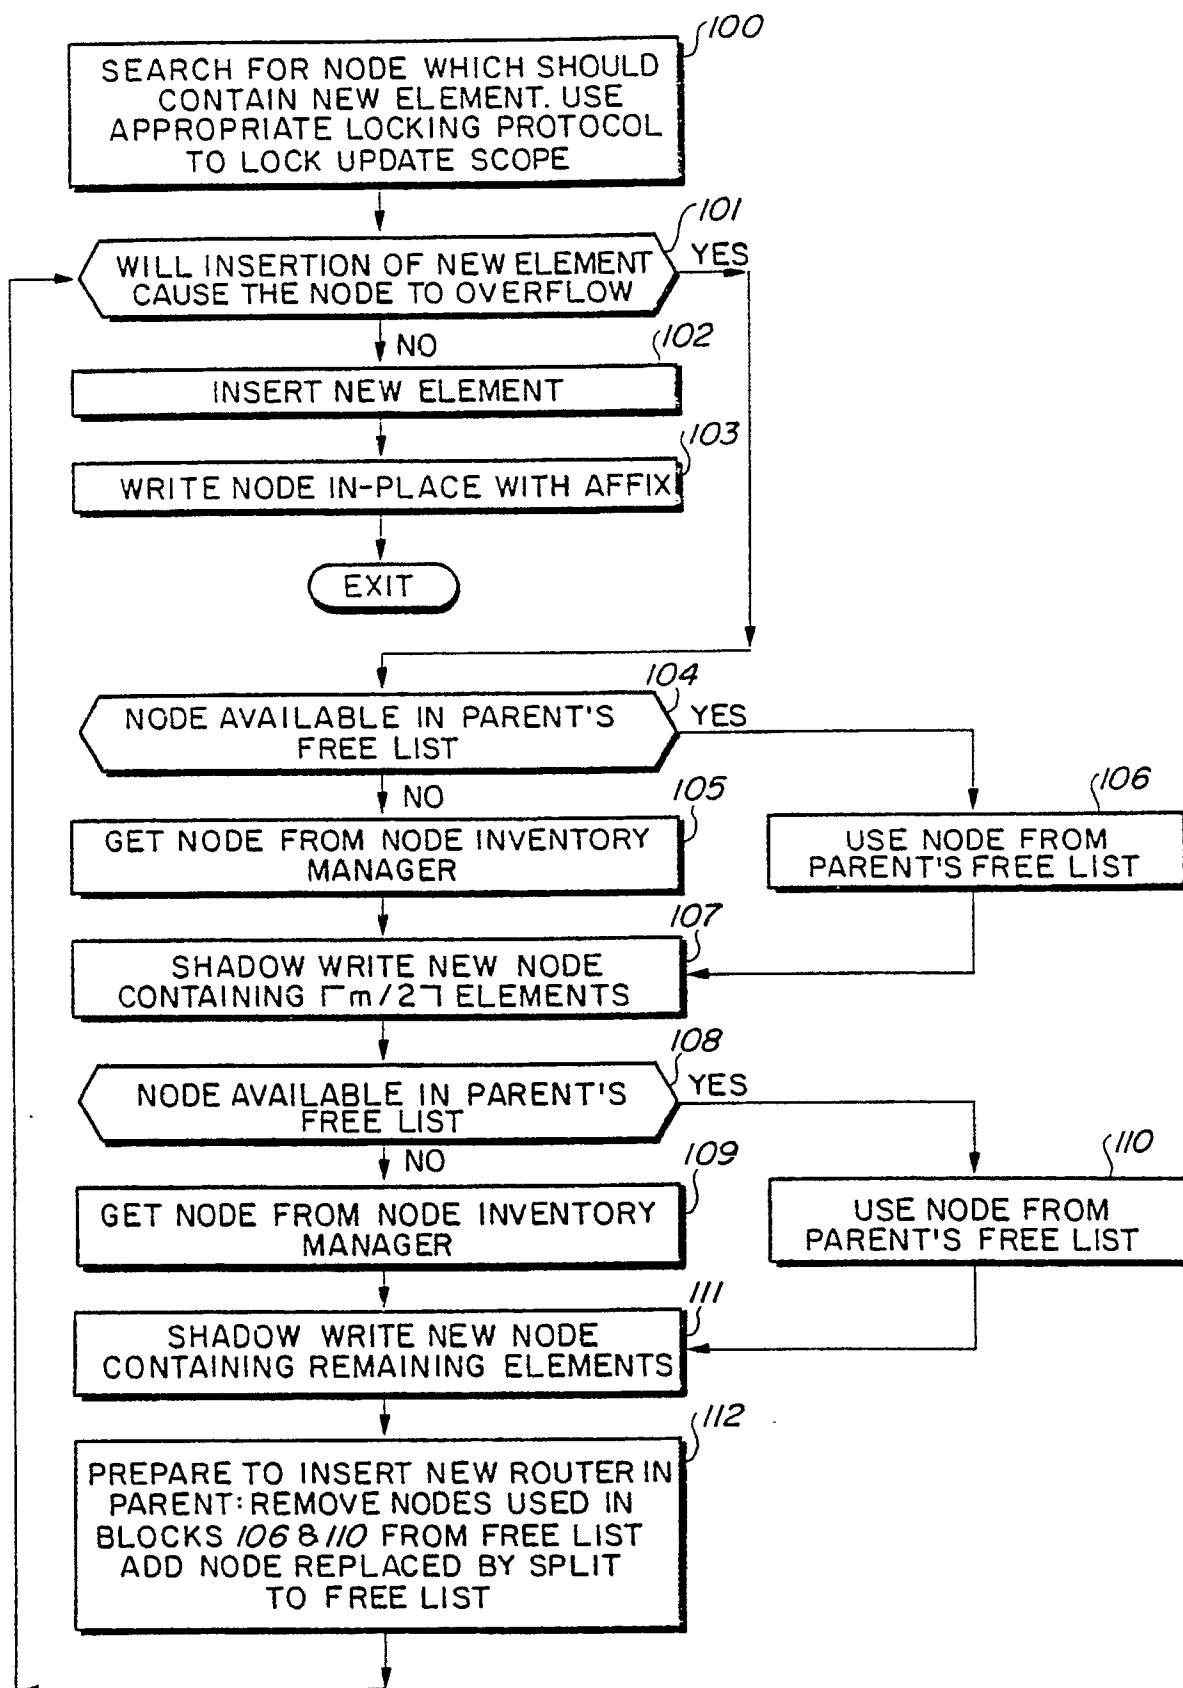 100
SEARCH FOR NODE WHICH SHOULD
CONTAIN NEW ELEMENT. USE
APPROPRIATE LOCKING PROTOCOL
TO LOCK UPDATE SCOPE
101
WILL INSERTION OF NEW ELEMENT
CAUSE THE NODE TO OVERFLOW
YES
NO
102
INSERT NEW ELEMENT
103
WRITE NODE IN-PLACE WITH AFFIX
EXIT
104
NODE AVAILABLE IN PARENT'S
FREE LIST
YES
NO
105
GET NODE FROM NODE INVENTORY
MANAGER
106
USE NODE FROM
PARENT'S FREE LIST
107
SHADOW WRITE NEW NODE
CONTAINING ⌈m/2⌉ ELEMENTS
108
NODE AVAILABLE IN PARENT'S
FREE LIST
YES
NO
109
GET NODE FROM NODE INVENTORY
MANAGER
110
USE NODE FROM
PARENT'S FREE LIST
111
SHADOW WRITE NEW NODE
CONTAINING REMAINING ELEMENTS
112
PREPARE TO INSERT NEW ROUTER IN
PARENT: REMOVE NODES USED IN
BLOCKS 106 & 110 FROM FREE LIST
ADD NODE REPLACED BY SPLIT
TO FREE LIST